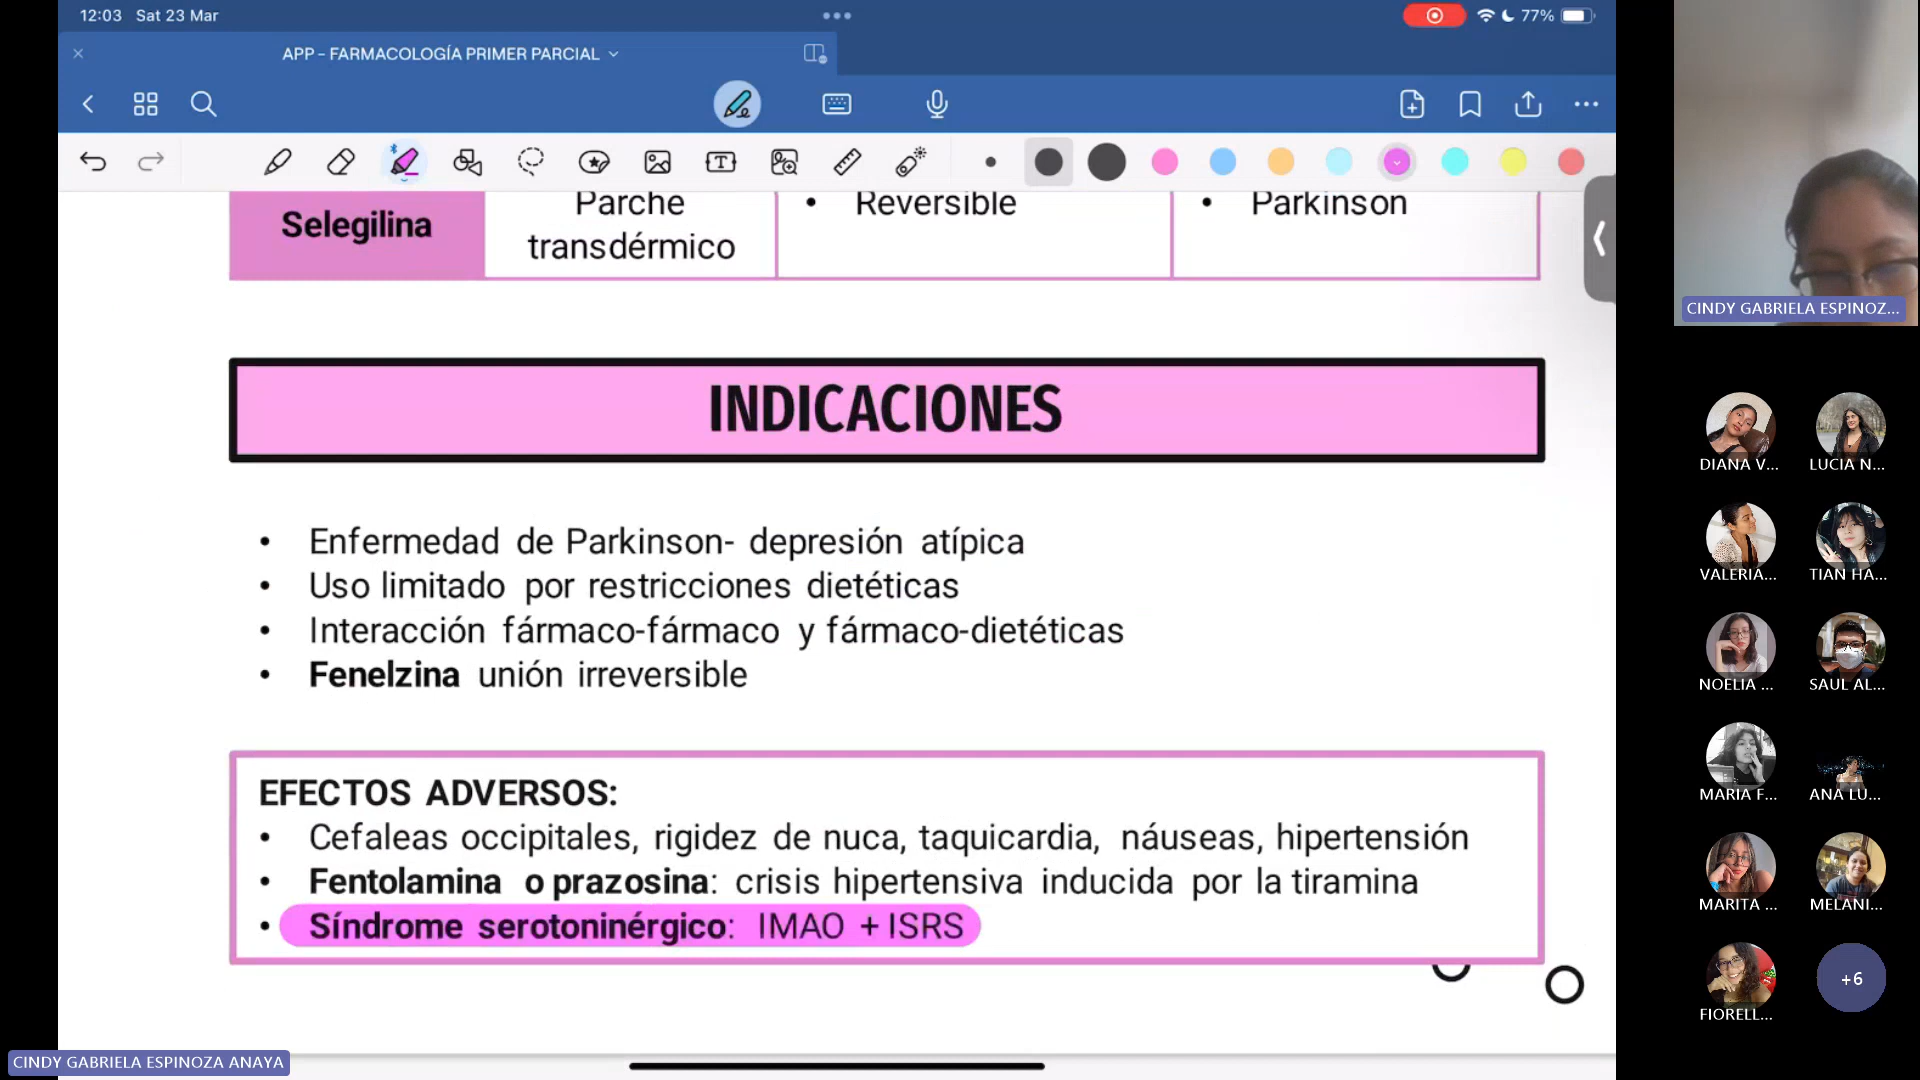 12:03 Sat 23 Mar
77%
APP – FARMACOLOGÍA PRIMER PARCIAL
Selegilina
Parche
transdérmico
• Reversible
• Parkinson
INDICACIONES
• Enfermedad de Parkinson- depresión atípica
• Uso limitado por restricciones dietéticas
• Interacción fármaco-fármaco y fármaco-dietéticas
• Fenelzina unión irreversible
EFECTOS ADVERSOS:
• Cefaleas occipitales, rigidez de nuca, taquicardia, náuseas, hipertensión
• Fentolamina o prazosina: crisis hipertensiva inducida por la tiramina
• Síndrome serotoninérgico: IMAO + ISRS
CINDY GABRIELA ESPINOZA ANAYA
CINDY GABRIELA ESPINOZ...
DIANA V...
LUCIA N...
VALERIA...
TIAN HA...
NOELIA ...
SAUL AL...
MARIA F...
ANA LU...
MARITA ...
MELANI...
FIORELL...
+6